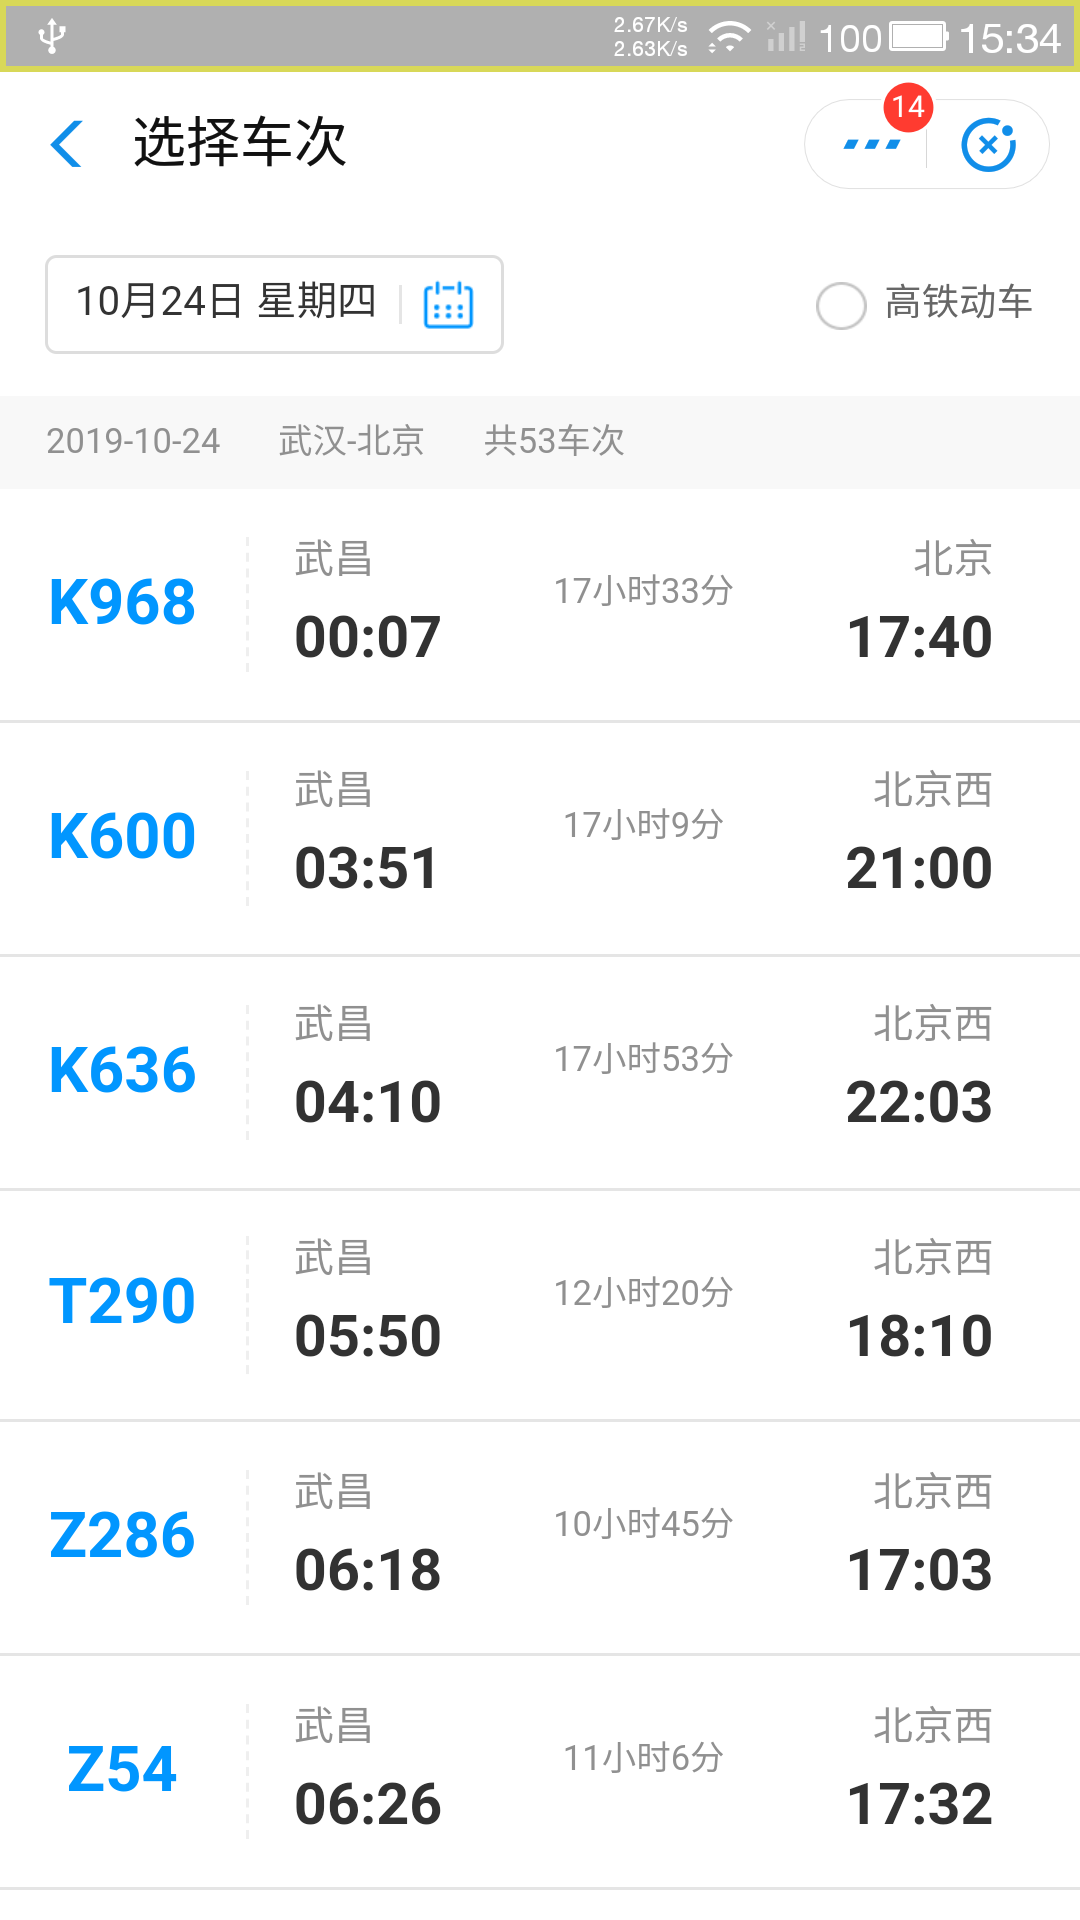 2.67K/s
2.63K/s
100
15:34
选择车次
14
10月24日 星期四
高铁动车
2019-10-24 武汉-北京 共53车次
K968
武昌
00:07
17小时33分
北京
17:40
K600
武昌
03:51
17小时9分
北京西
21:00
K636
武昌
04:10
17小时53分
北京西
22:03
T290
武昌
05:50
12小时20分
北京西
18:10
Z286
武昌
06:18
10小时45分
北京西
17:03
Z54
武昌
06:26
11小时6分
北京西
17:32